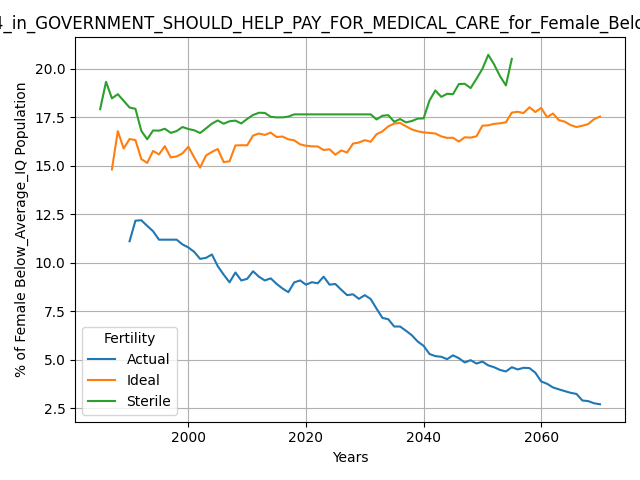 4_in_GOVERNMENT_SHOULD_HELP_PAY_FOR_MEDICAL_CARE_for_Female_Belo
% of Female Below_Average_IQ Population
20.0
17.5
15.0
12.5
10.0
7.5
5.0
2.5
Fertility
Actual
Ideal
Sterile
2000 2020 2040 2060
Years